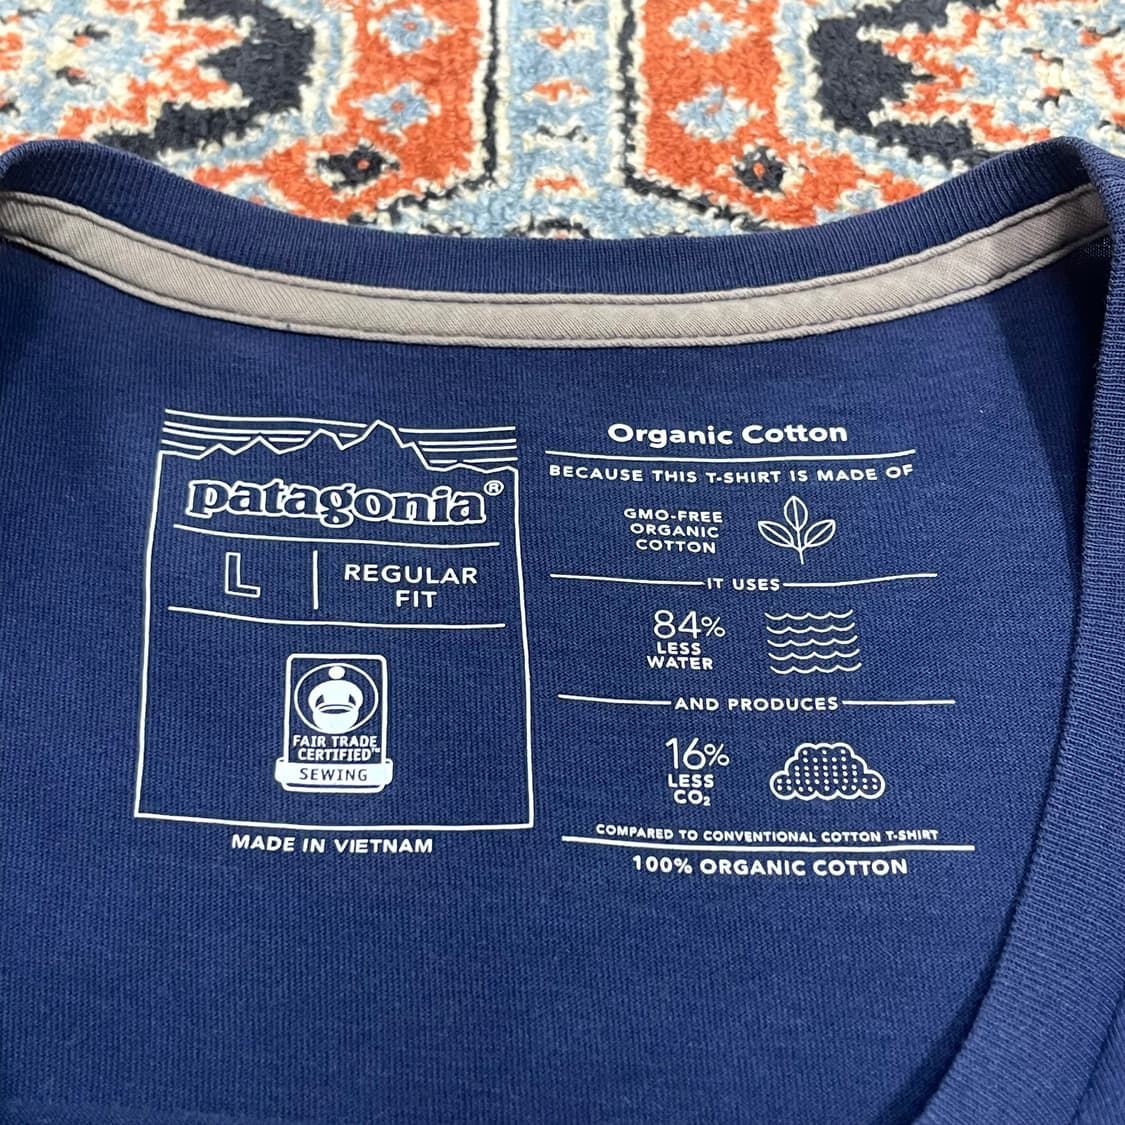 patagonia®
L
REGULAR
FIT
FAIR TRADE
CERTIFIED™
SEWING
MADE IN VIETNAM
Organic Cotton
BECAUSE THIS T-SHIRT IS MADE OF
GMO-FREE
ORGANIC
COTTON
IT USES
84%
LESS
WATER
AND PRODUCES
16%
LESS
CO₂
COMPARED TO CONVENTIONAL COTTON T-SHIRT
100% ORGANIC COTTON